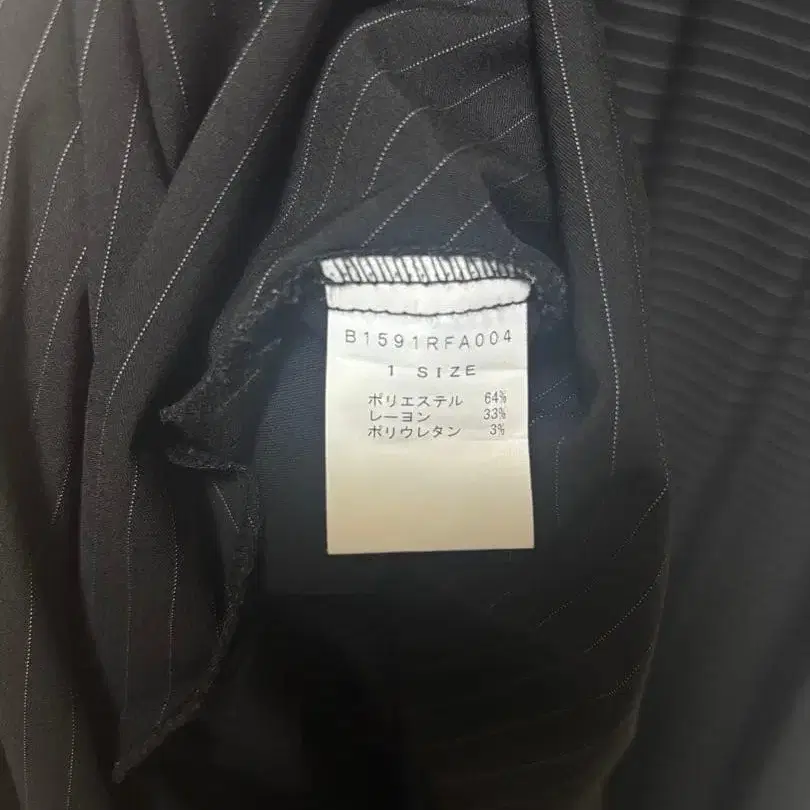 B1591RFA004
1 SIZE
ポリエステル 64%
レーヨン 33%
ポリウレタン 3%